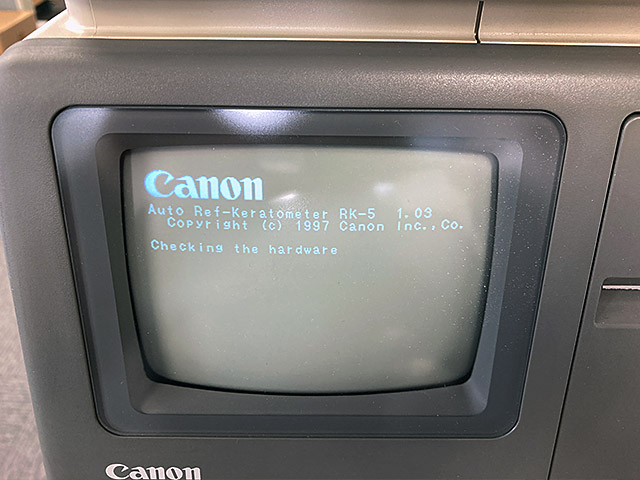 Canon
Auto Ref-Keratometer RK-5 1.03
Copyright (c) 1997 Canon Inc., Co.
Checking the hardware
Canon